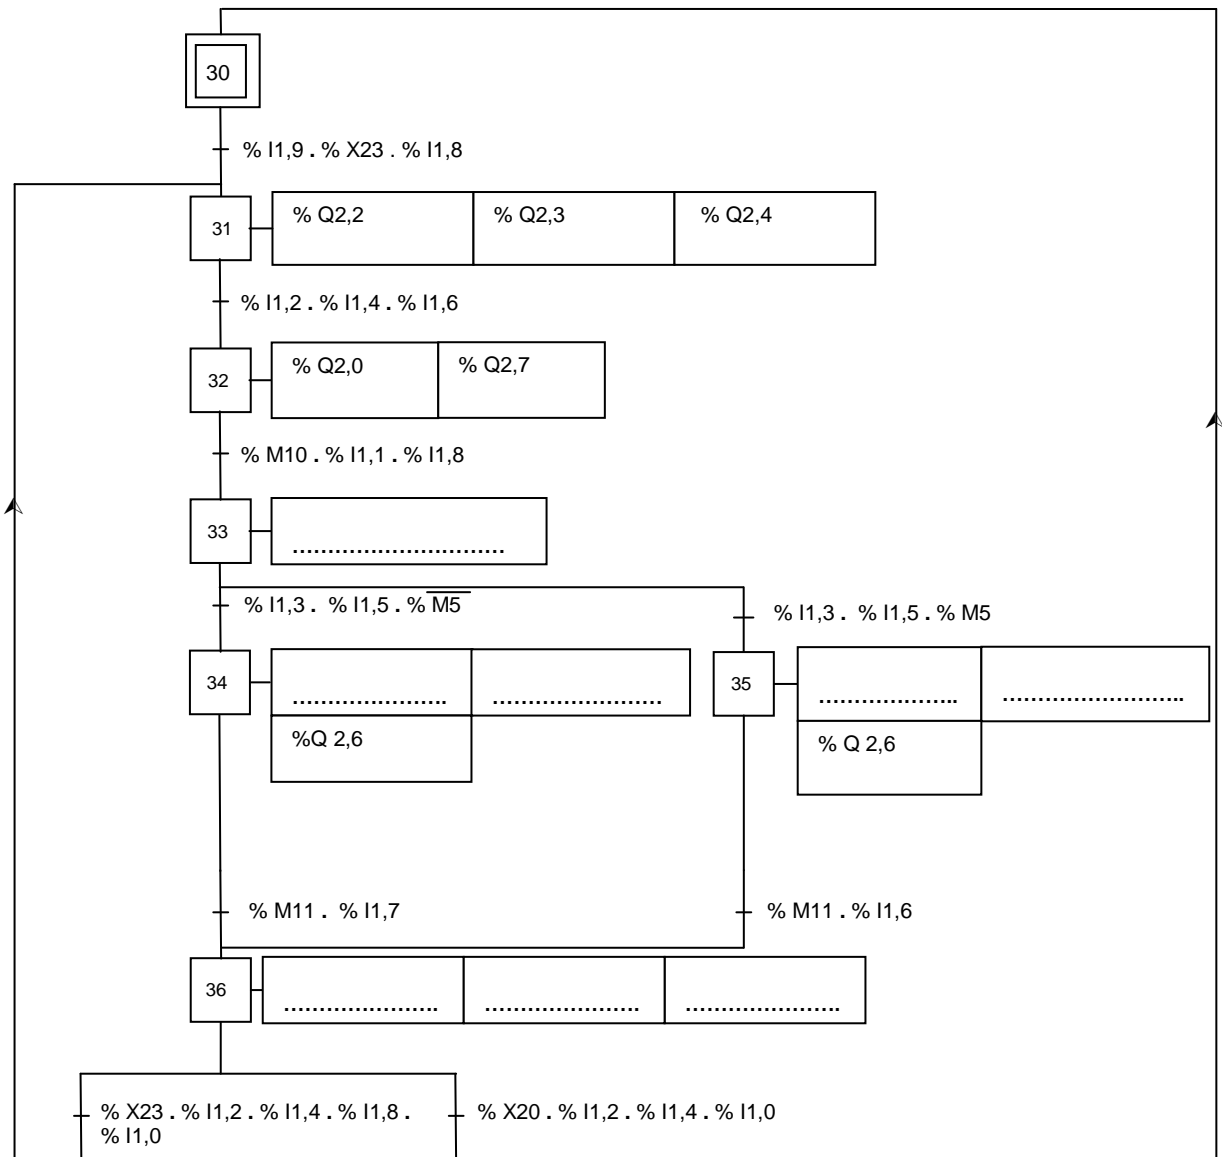 30
% I1,9 . % X23 . % I1,8
31
% Q2,2
% Q2,3
% Q2,4
% I1,2 . % I1,4 . % I1,6
32
% Q2,0
% Q2,7
% M10 . % I1,1 . % I1,8
33
..............................
% I1,3 . % I1,5 . % M̅5̅
% I1,3 . % I1,5 . % M5
34
......................
........................
35
....................
..........................
%Q 2,6
% Q 2,6
% M11 . % I1,7
% M11 . % I1,6
36
......................
......................
......................
% X23 . % I1,2 . % I1,4 . % I1,8 .
% I1,0
% X20 . % I1,2 . % I1,4 . % I1,0